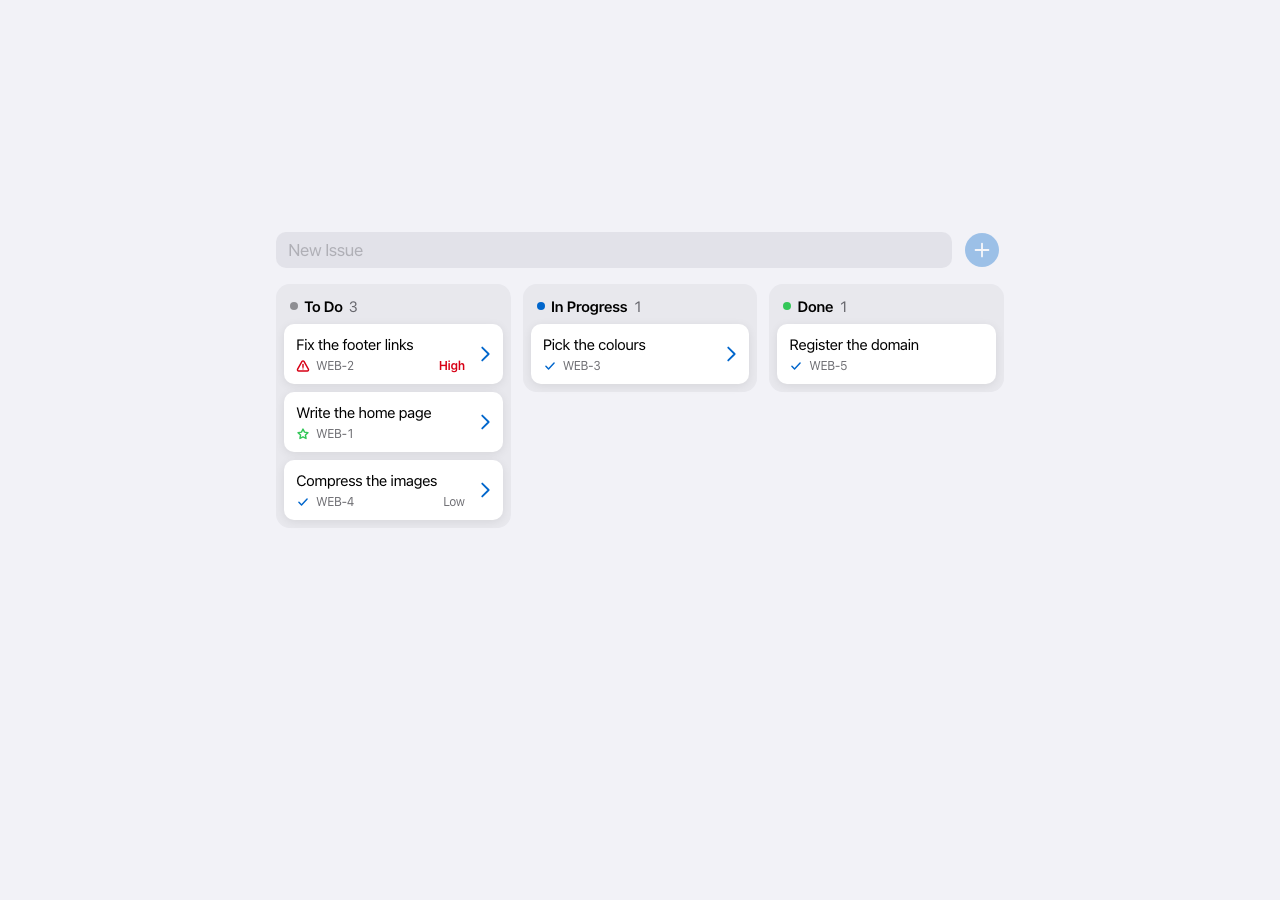 New Issue
To Do 3
Fix the footer links
WEB-2 High
Write the home page
WEB-1
Compress the images
WEB-4 Low
In Progress 1
Pick the colours
WEB-3
Done 1
Register the domain
WEB-5